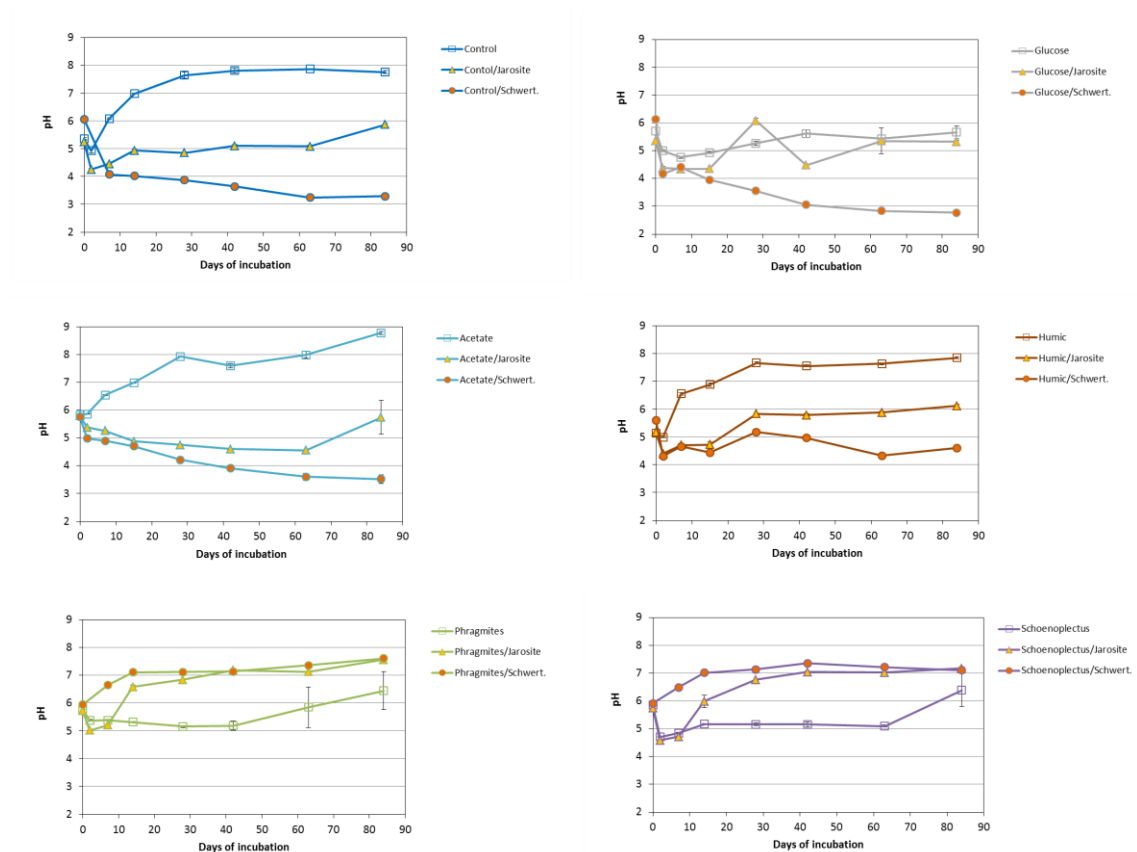 9
8
7
6
5
4
3
2
pH
0 10 20 30 40 50 60 70 80 90
Days of incubation
Control
Contol/Jarosite
Control/Schwert.
9
8
7
6
5
4
3
2
pH
0 10 20 30 40 50 60 70 80 90
Days of incubation
Glucose
Glucose/Jarosite
Glucose/Schwert.
9
8
7
6
5
4
3
2
pH
0 10 20 30 40 50 60 70 80 90
Days of incubation
Acetate
Acetate/Jarosite
Acetate/Schwert.
9
8
7
6
5
4
3
2
pH
0 10 20 30 40 50 60 70 80 90
Days of incubation
Humic
Humic/Jarosite
Humic/Schwert.
9
8
7
6
5
4
3
2
pH
0 10 20 30 40 50 60 70 80 90
Days of incubation
Phragmites
Phragmites/Jarosite
Phragmites/Schwert.
9
8
7
6
5
4
3
2
pH
0 10 20 30 40 50 60 70 80 90
Days of incubation
Schoenoplectus
Schoenoplectus/Jarosite
Schoenoplectus/Schwert.